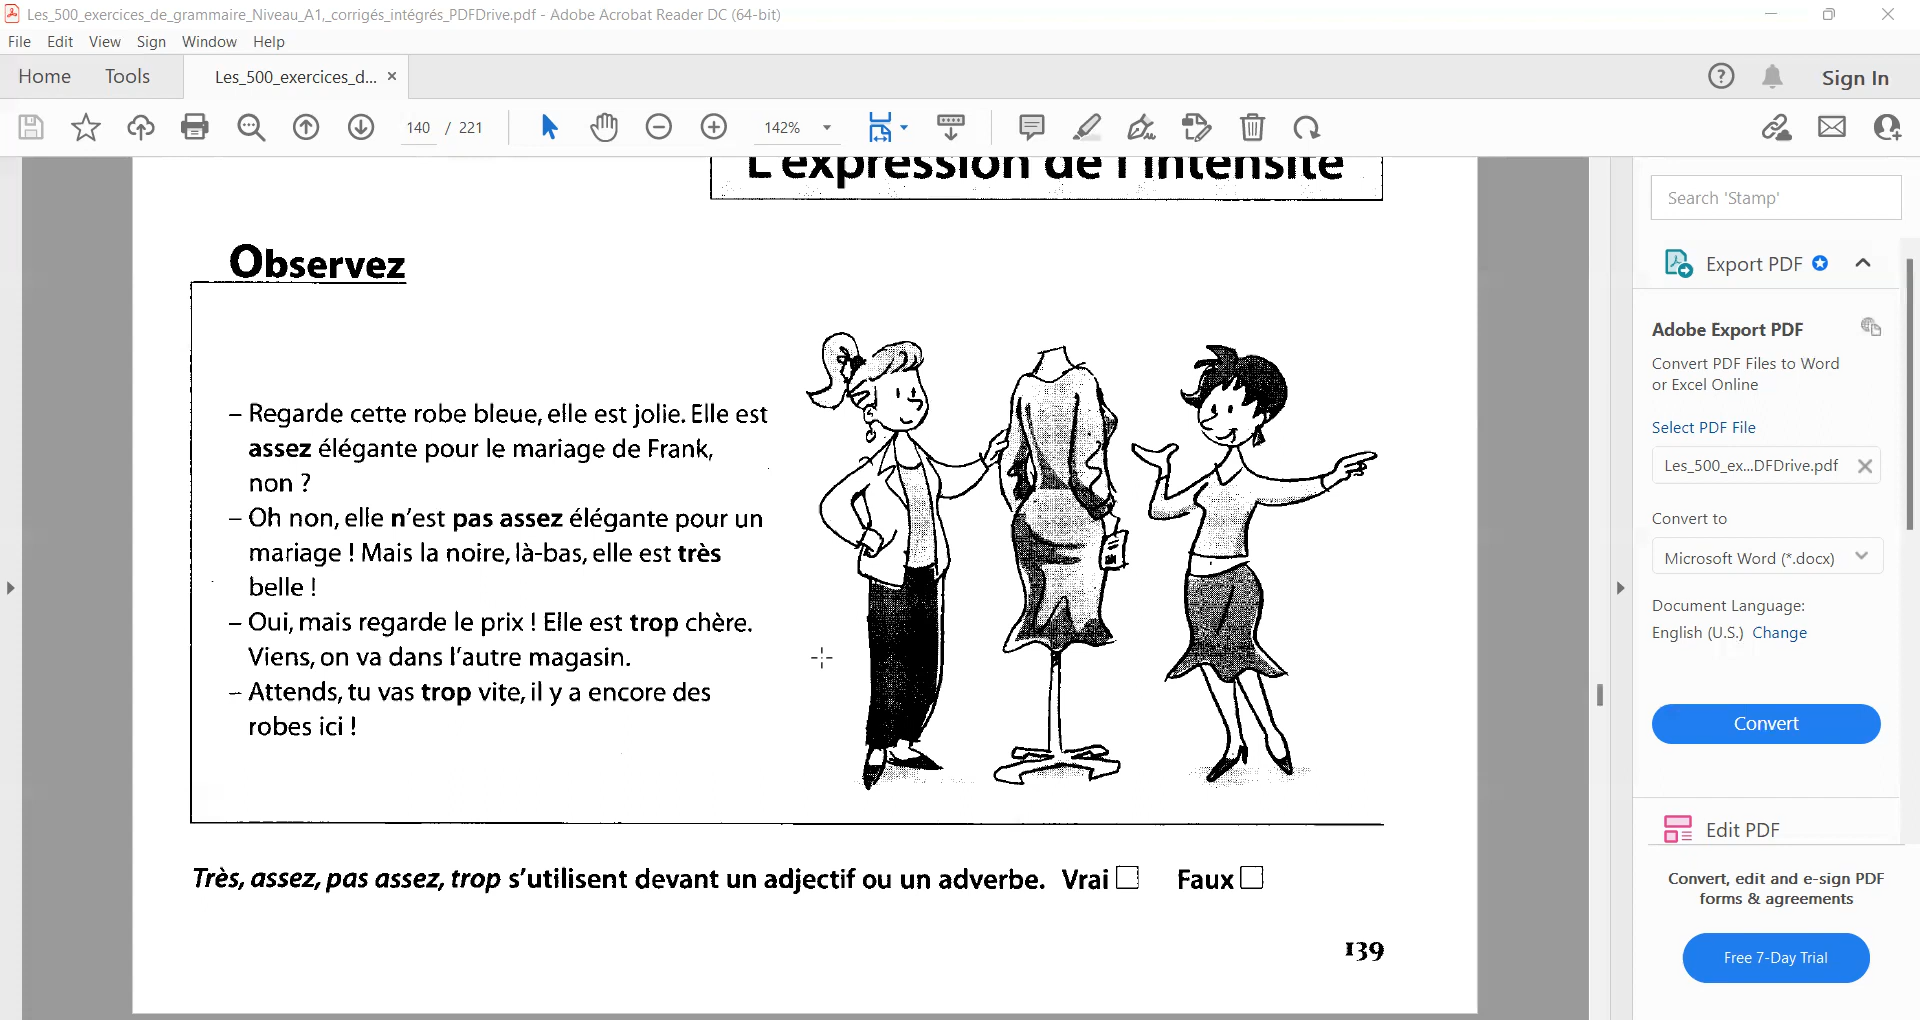 Les_500_exercices_de_grammaire_Niveau_A1,_corrigés_intégrés_PDFDrive.pdf - Adobe Acrobat Reader DC (64-bit)
File Edit View Sign Window Help
Home Tools Les_500_exercices_d... ×
? Sign In
140 / 221 142%
L'expression de l'intensité
Observez
– Regarde cette robe bleue, elle est jolie. Elle est
assez élégante pour le mariage de Frank,
non ?
– Oh non, elle n'est pas assez élégante pour un
mariage ! Mais la noire, là-bas, elle est très
belle !
– Oui, mais regarde le prix ! Elle est trop chère.
Viens, on va dans l'autre magasin.
– Attends, tu vas trop vite, il y a encore des
robes ici !
Très, assez, pas assez, trop s'utilisent devant un adjectif ou un adverbe. Vrai Faux
139
Search 'Stamp'
Export PDF
Adobe Export PDF
Convert PDF Files to Word
or Excel Online
Select PDF File
Les_500_ex...DFDrive.pdf
Convert to
Microsoft Word (*.docx)
Document Language:
English (U.S.) Change
Convert
Edit PDF
Convert, edit and e-sign PDF
forms & agreements
Free 7-Day Trial